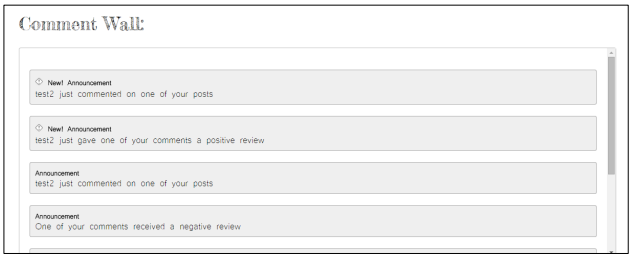 Comment Wall:
New! Announcement
test2 just commented on one of your posts
New! Announcement
test2 just gave one of your comments a positive review
Announcement
test2 just commented on one of your posts
Announcement
One of your comments received a negative review